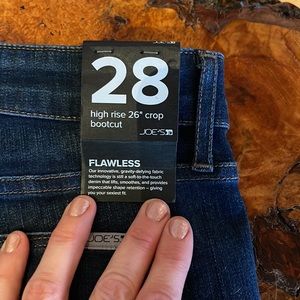 28
high rise 26" crop
bootcut
JOE'S
FLAWLESS
Our innovative, gravity-defying fabric
technology is still a soft-to-the-touch
denim that lifts, smoothes, and provides
impeccable shape retention – giving
you your sexiest fit.
JOE'S